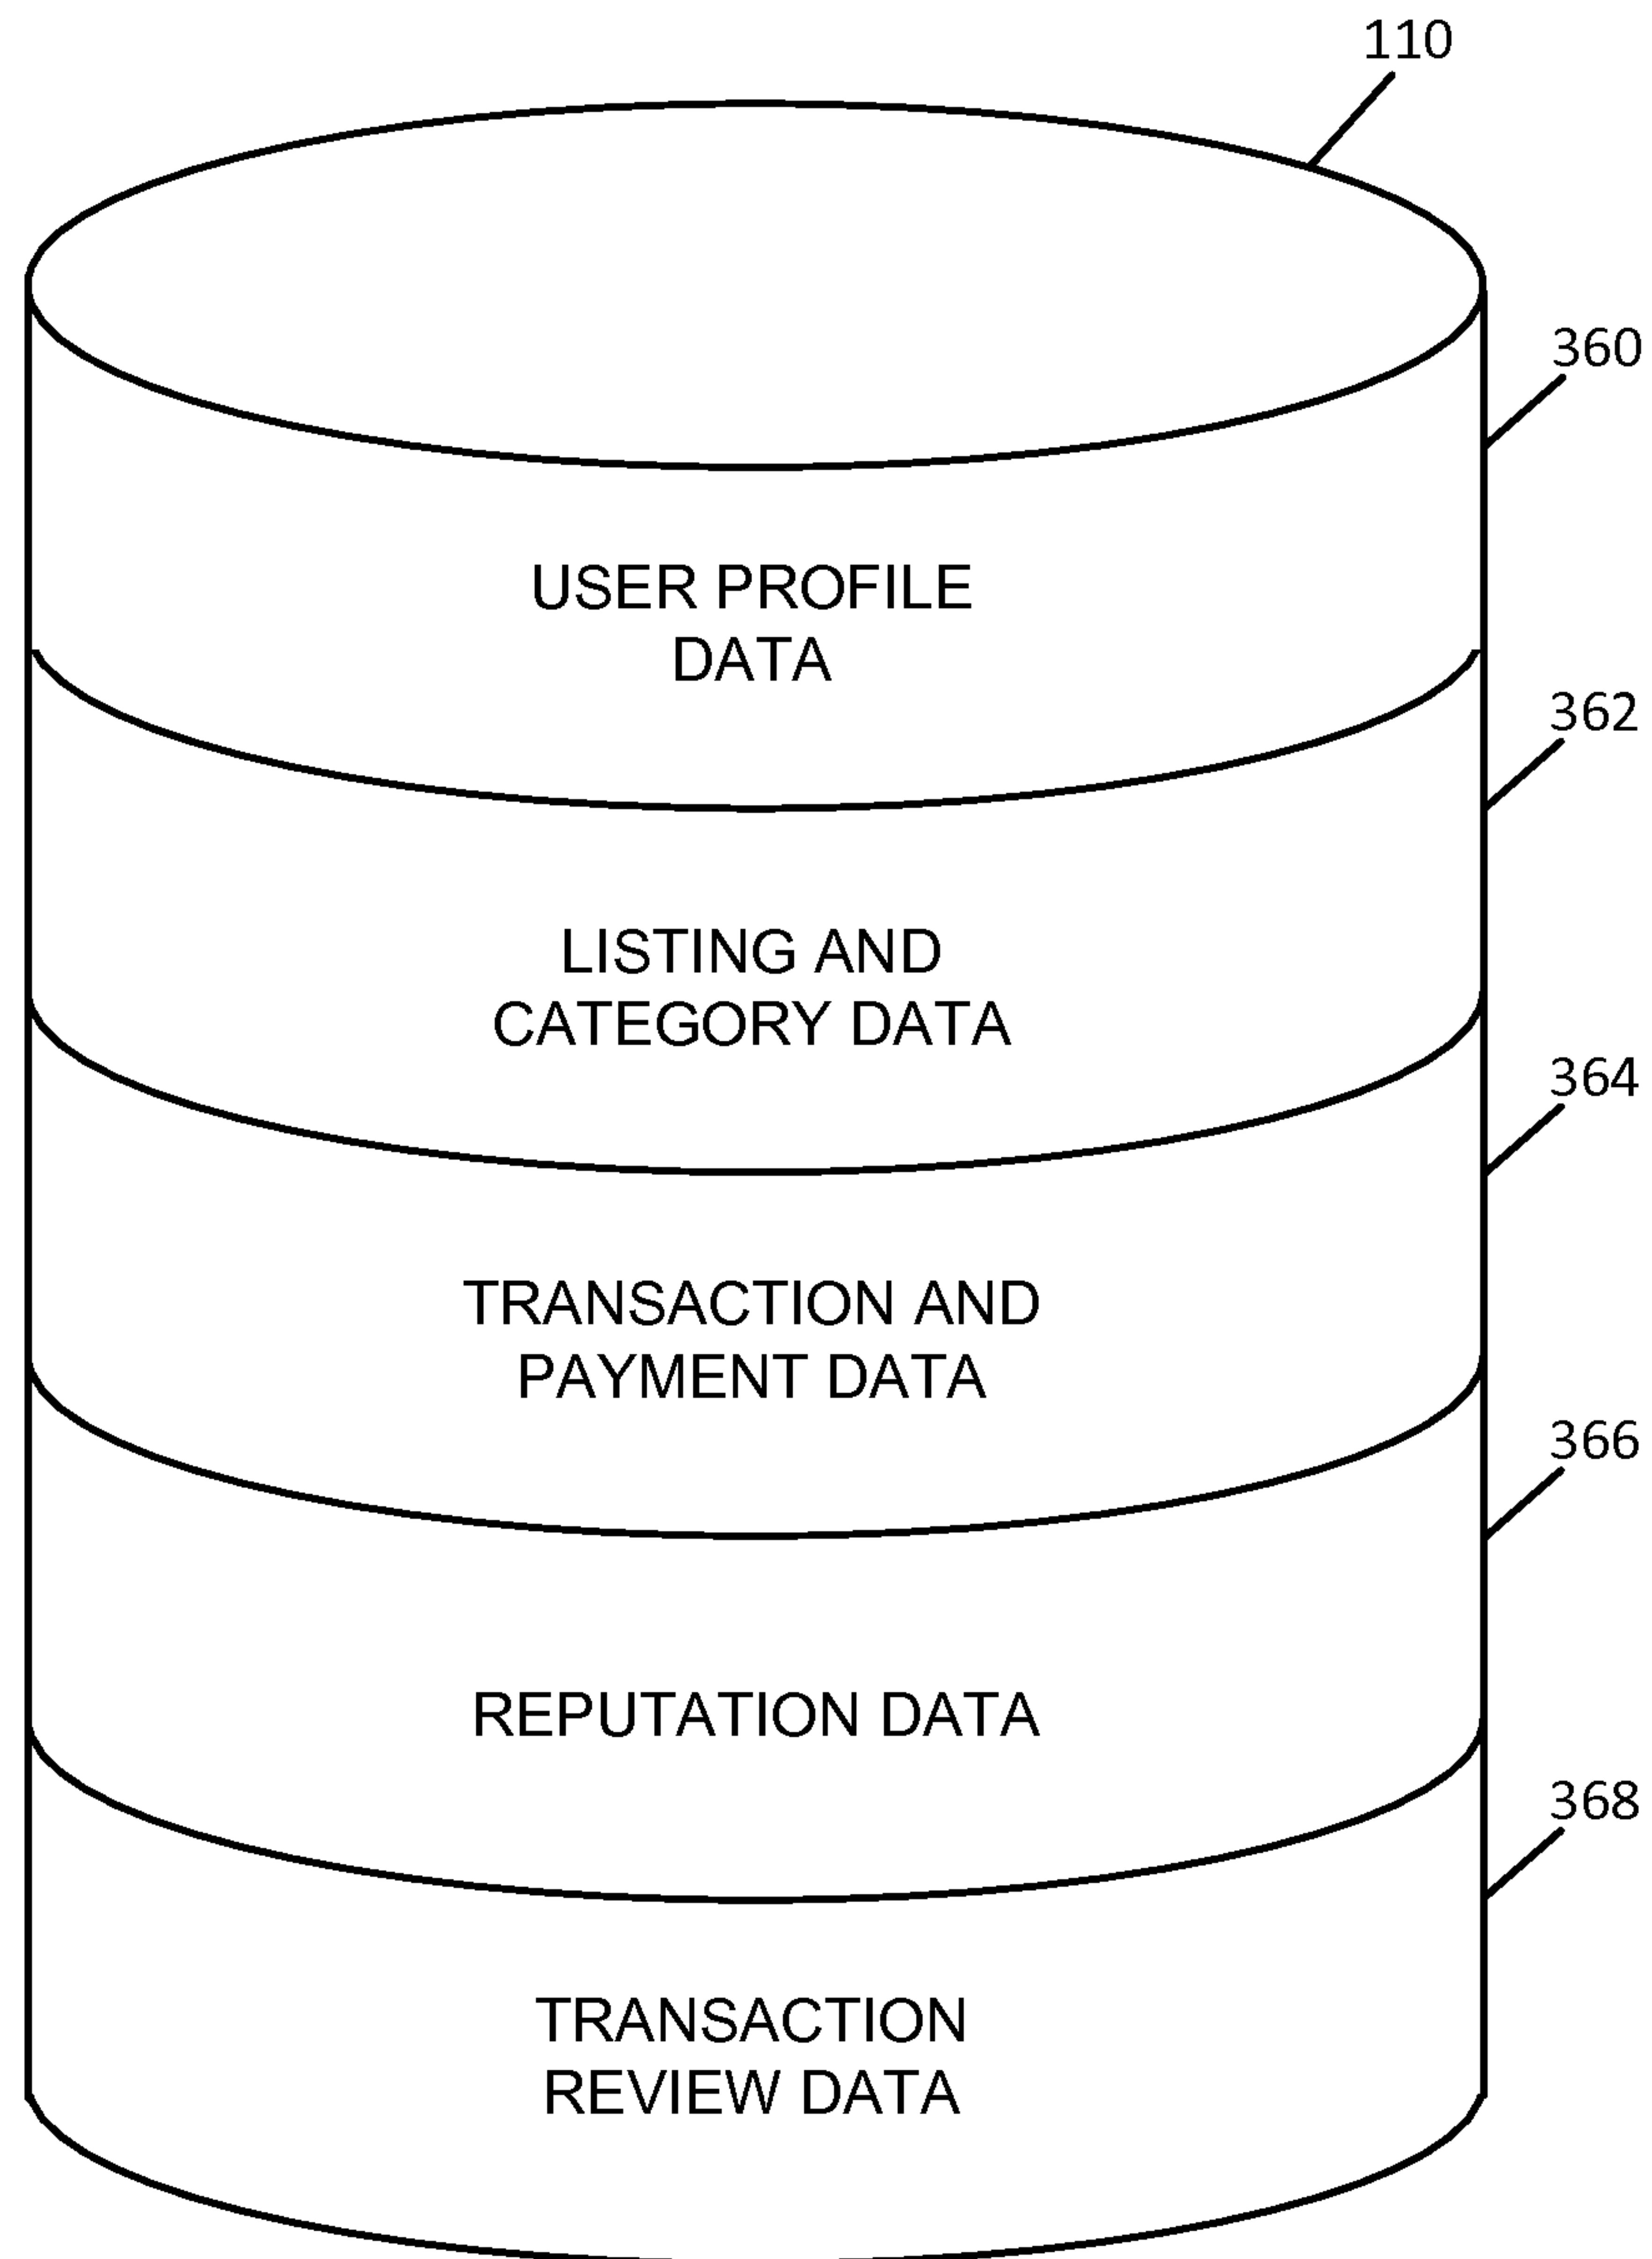 110
360
USER PROFILE
DATA
362
LISTING AND
CATEGORY DATA
364
TRANSACTION AND
PAYMENT DATA
366
REPUTATION DATA
368
TRANSACTION
REVIEW DATA